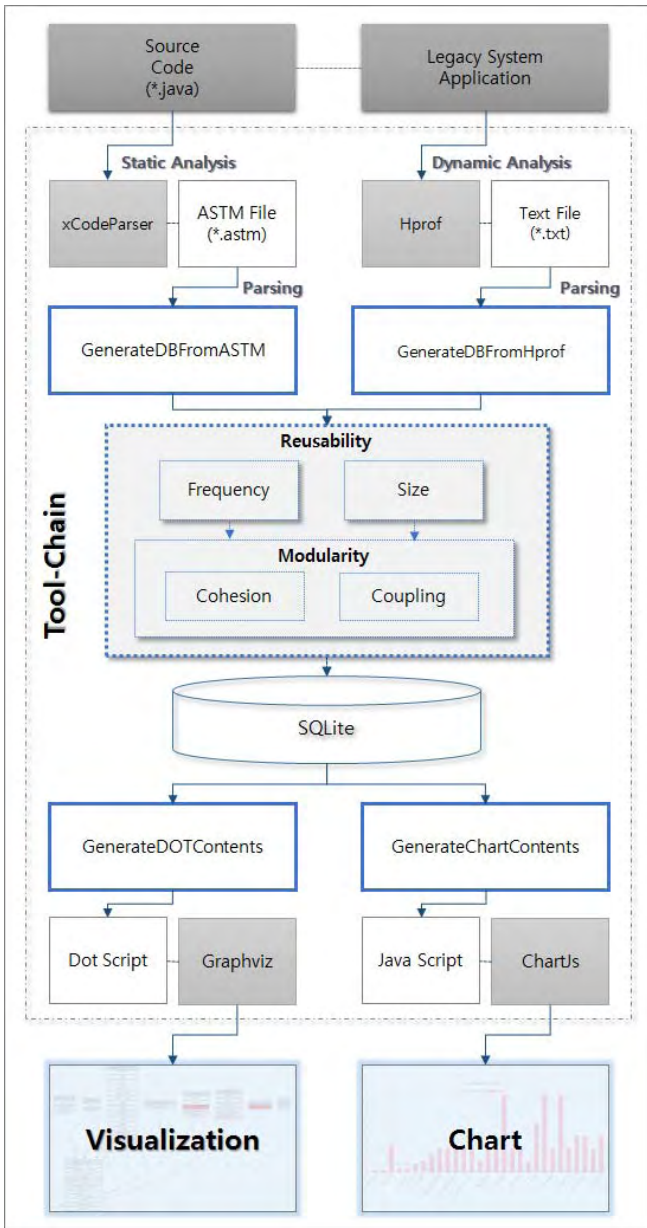 Source
Code
(*.java)
Legacy System
Application
Static Analysis
Dynamic Analysis
xCodeParser
ASTM File
(*.astm)
Hprof
Text File
(*.txt)
Parsing
Parsing
GenerateDBFromASTM
GenerateDBFromHprof
Reusability
Frequency
Size
Modularity
Cohesion
Coupling
Tool-Chain
SQLite
GenerateDOTContents
GenerateChartContents
Dot Script
Graphviz
Java Script
ChartJs
Visualization
Chart